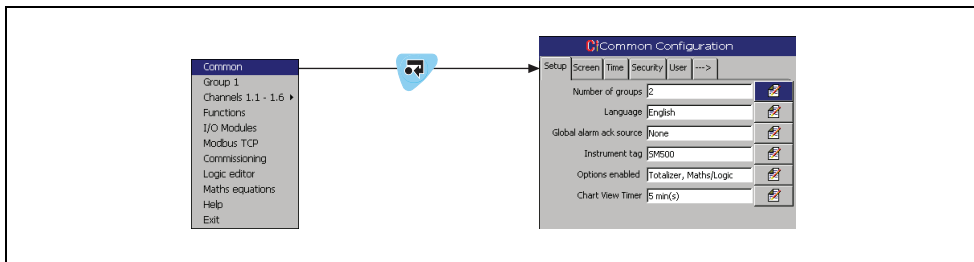 Common
Group 1
Channels 1.1 - 1.6
Functions
I/O Modules
Modbus TCP
Commissioning
Logic editor
Maths equations
Help
Exit
C Common Configuration
Setup Screen Time Security User --->
Number of groups 2
Language English
Global alarm ack source None
Instrument tag SM500
Options enabled Totalizer, Maths/Logic
Chart View Timer 5 min(s)